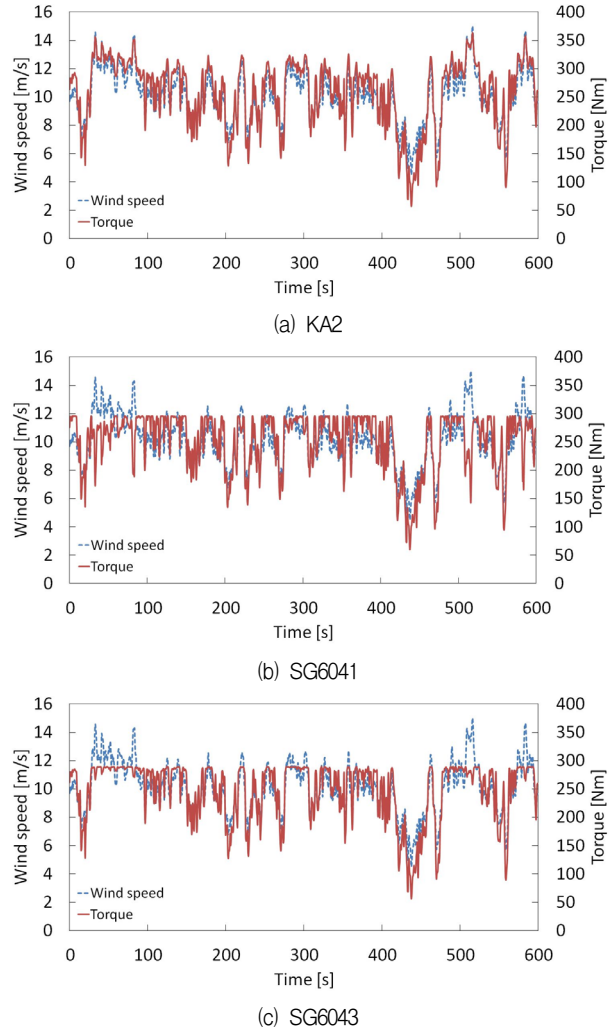 16
14
12
10
8
6
4
2
0
Wind speed [m/s]
400
350
300
250
200
150
100
50
0
Torque [Nm]
Wind speed
Torque
0 100 200 300 400 500 600
Time [s]
(a) KA2
16
14
12
10
8
6
4
2
0
Wind speed [m/s]
400
350
300
250
200
150
100
50
0
Torque [Nm]
Wind speed
Torque
0 100 200 300 400 500 600
Time [s]
(b) SG6041
16
14
12
10
8
6
4
2
0
Wind speed [m/s]
400
350
300
250
200
150
100
50
0
Torque [Nm]
Wind speed
Torque
0 100 200 300 400 500 600
Time [s]
(c) SG6043